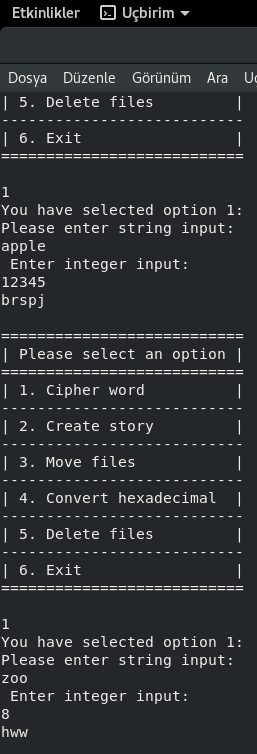 Etkinlikler Uçbirim
Dosya Düzenle Görünüm Ara
| 5. Delete files |
---------------------------
| 6. Exit |
===========================
1
You have selected option 1:
Please enter string input:
apple
Enter integer input:
12345
brspj
===========================
| Please select an option |
===========================
| 1. Cipher word |
---------------------------
| 2. Create story |
---------------------------
| 3. Move files |
---------------------------
| 4. Convert hexadecimal |
---------------------------
| 5. Delete files |
---------------------------
| 6. Exit |
===========================
1
You have selected option 1:
Please enter string input:
zoo
Enter integer input:
8
hww